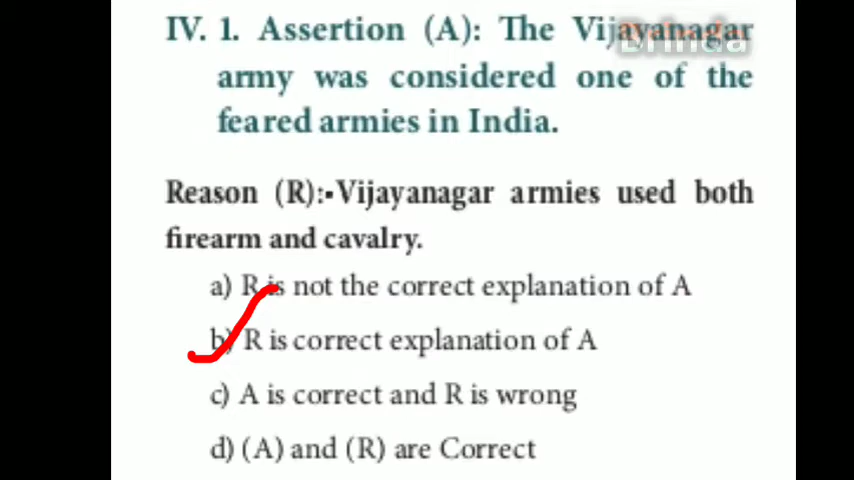 IV. 1. Assertion (A): The Vijayanagar
Brinda
army was considered one of the
feared armies in India.
Reason (R):-Vijayanagar armies used both
firearm and cavalry.
a) R is not the correct explanation of A
b) R is correct explanation of A
c) A is correct and R is wrong
d) (A) and (R) are Correct